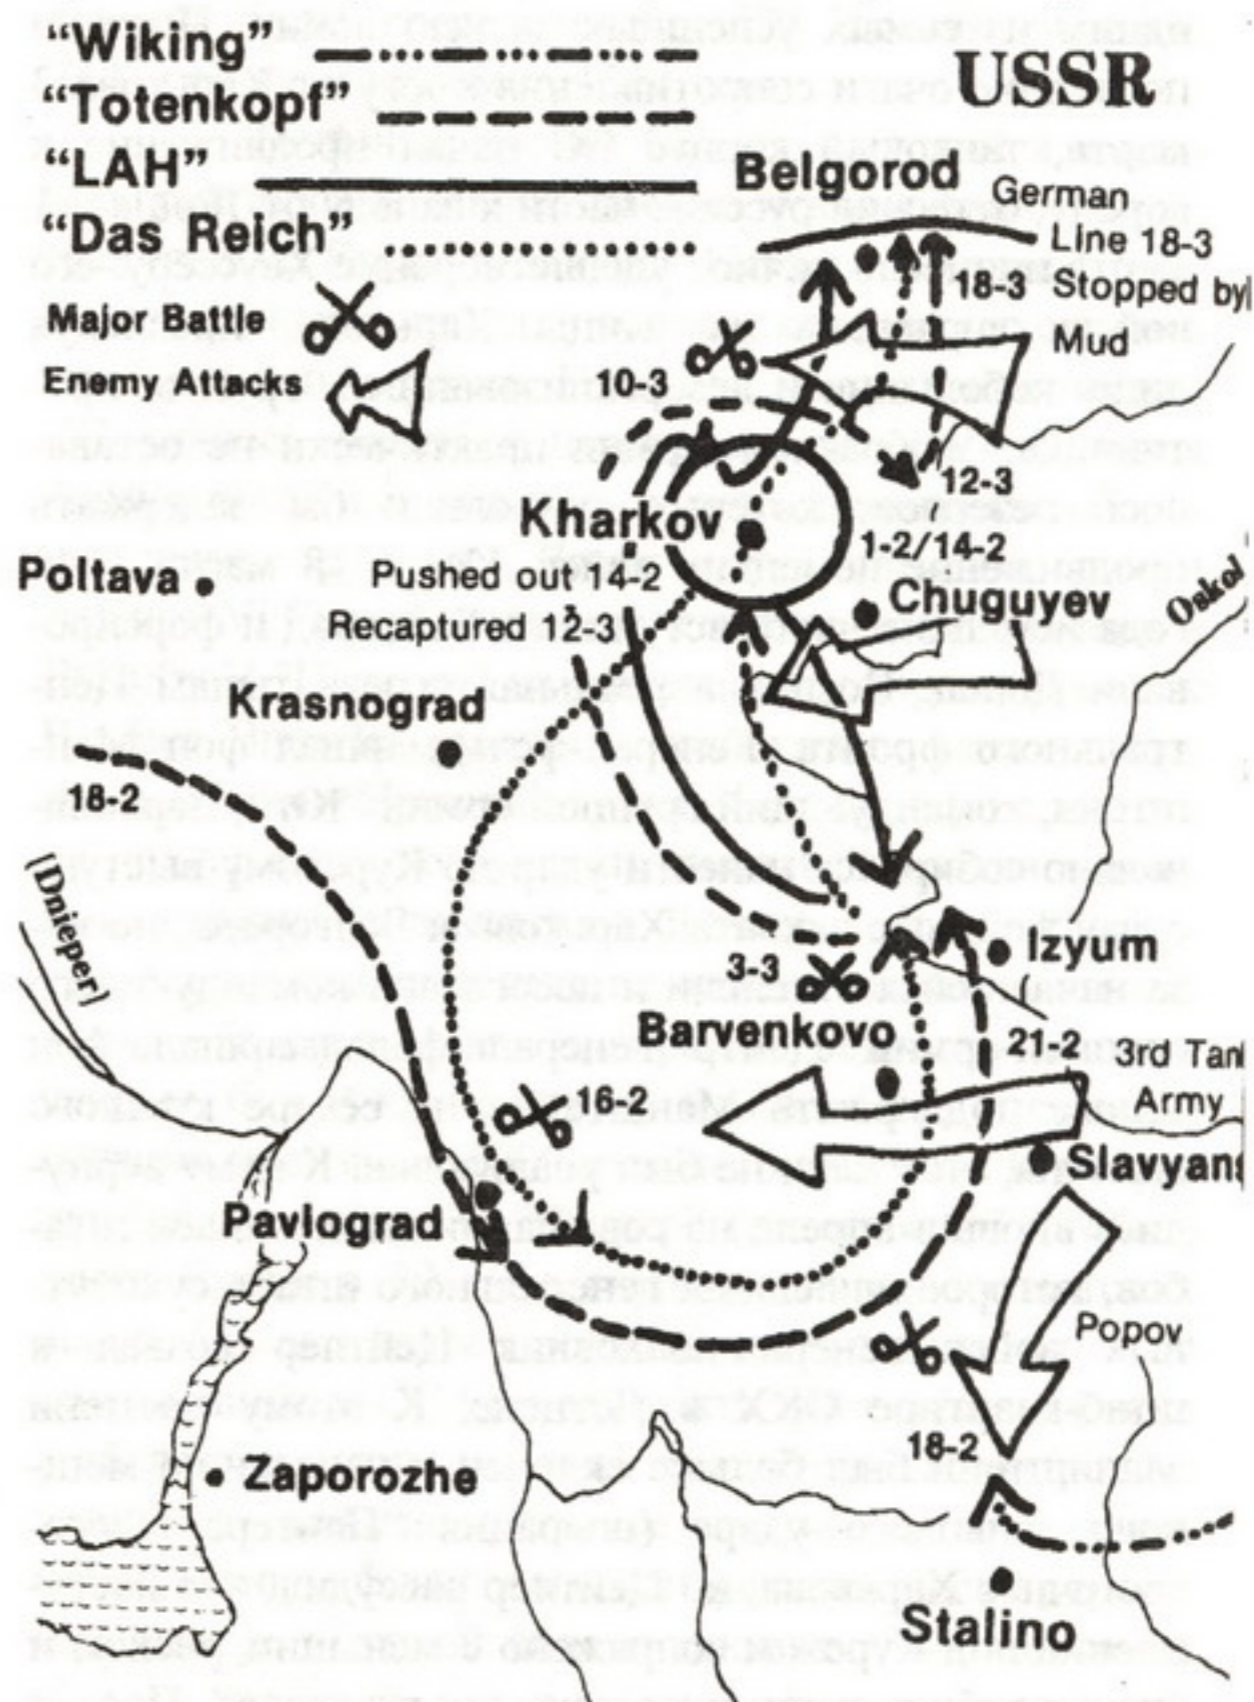 "Wiking"
"Totenkopf"
"LAH"
"Das Reich"
Major Battle
Enemy Attacks
USSR
Belgorod
German
Line 18-3
18-3 Stopped by
Mud
10-3
12-3
Kharkov
1-2/14-2
Poltava
Pushed out 14-2
Recaptured 12-3
Chuguyev
Oskol
Krasnograd
18-2
(Dnieper)
Izyum
3-3
Barvenkovo
21-2
3rd Tan
Army
16-2
Slavyans
Pavlograd
Popov
18-2
Zaporozhe
Stalino